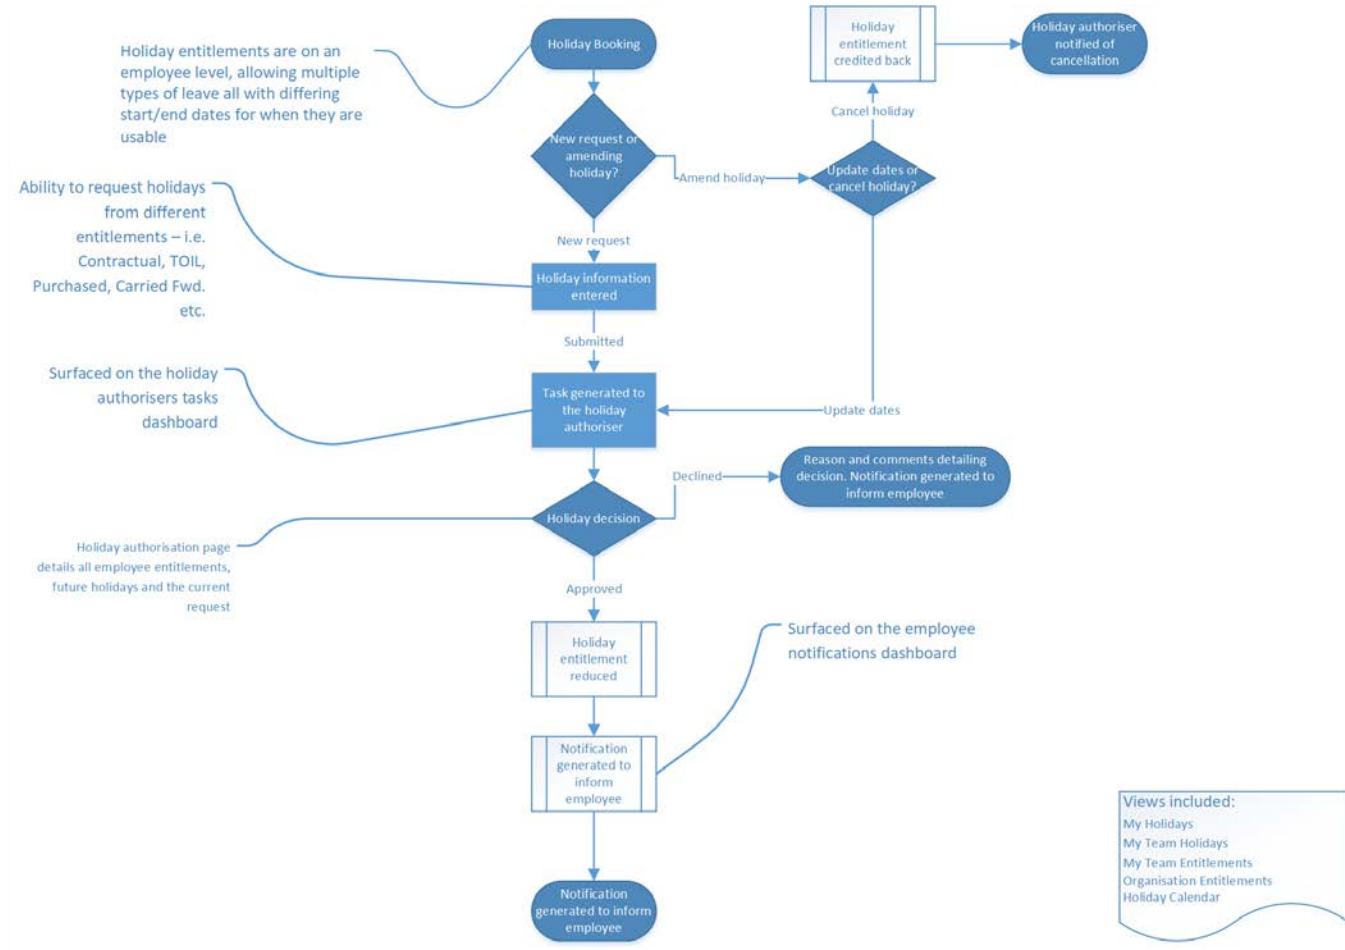 Holiday Booking
Holiday entitlements are on an
employee level, allowing multiple
types of leave all with differing
start/end dates for when they are
usable
Holiday
entitlement
credited back
Holiday authoriser
notified of
cancellation
Cancel holiday
New request or
amending
holiday?
Amend holiday
Update dates or
cancel holiday?
Ability to request holidays
from different
entitlements – i.e.
Contractual, TOIL,
Purchased, Carried Fwd.
etc.
New request
Holiday information
entered
Submitted
Surfaced on the holiday
authorisers tasks
dashboard
Task generated to
the holiday
authoriser
Update dates
Declined
Reason and comments detailing
decision. Notification generated to
inform employee
Holiday decision
Holiday authorisation page
details all employee entitlements,
future holidays and the current
request
Approved
Holiday
entitlement
reduced
Surfaced on the employee
notifications dashboard
Notification
generated to
inform
employee
Notification
generated to inform
employee
Views included:
My Holidays
My Team Holidays
My Team Entitlements
Organisation Entitlements
Holiday Calendar